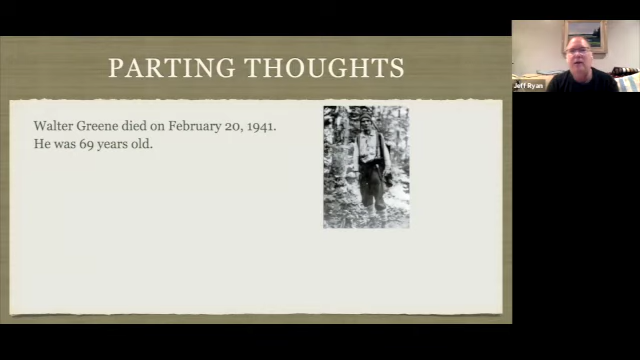 PARTING THOUGHTS
Walter Greene died on February 20, 1941.
He was 69 years old.
Jeff Ryan